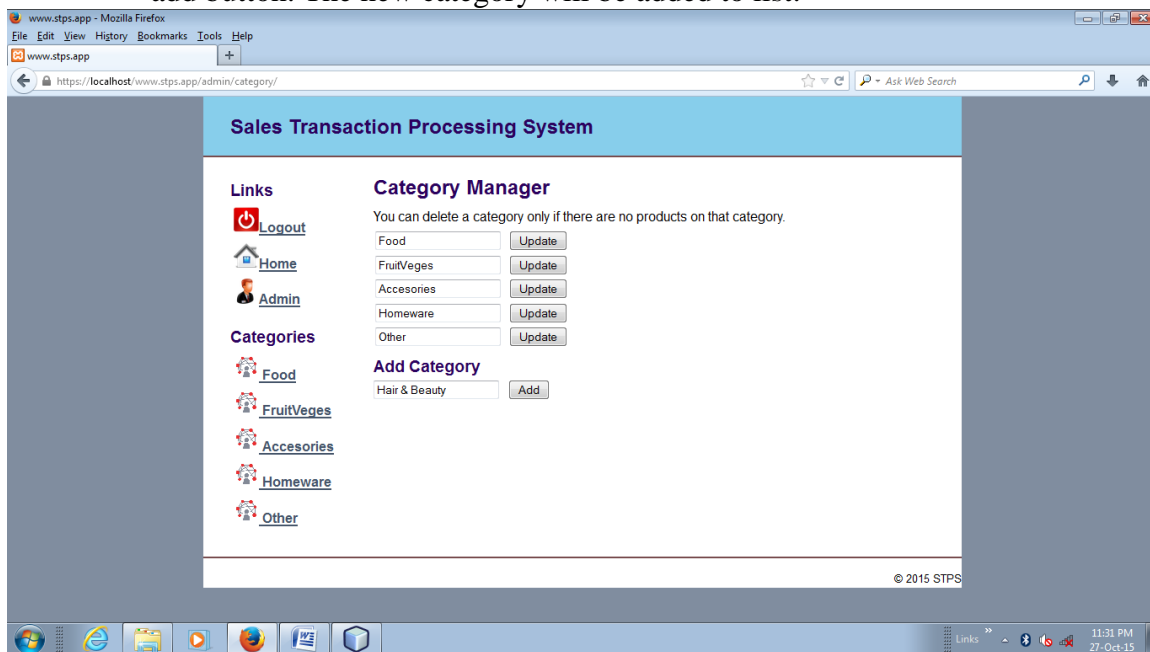 add button. The new category will be added to list.
www.stps.app - Mozilla Firefox
File Edit View History Bookmarks Tools Help
www.stps.app
https://localhost/www.stps.app/admin/category/
Ask Web Search
Sales Transaction Processing System
Links
Logout
Home
Admin
Categories
Food
FruitVeges
Accesories
Homeware
Other
Category Manager
You can delete a category only if there are no products on that category.
Food Update
FruitVeges Update
Accesories Update
Homeware Update
Other Update
Add Category
Hair & Beauty Add
© 2015 STPS
Links
11:31 PM
27-Oct-15